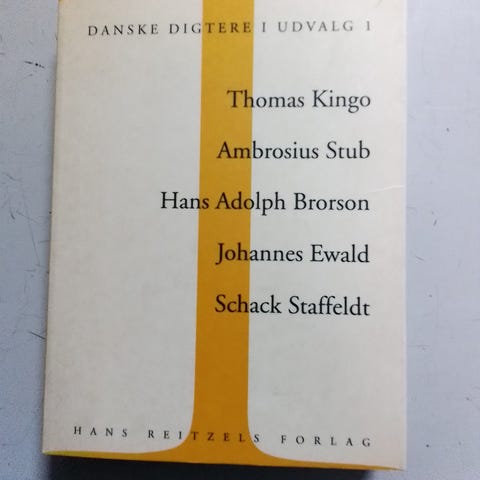 DANSKE DIGTERE I UDVALG 1
Thomas Kingo
Ambrosius Stub
Hans Adolph Brorson
Johannes Ewald
Schack Staffeldt
HANS REITZELS FORLAG